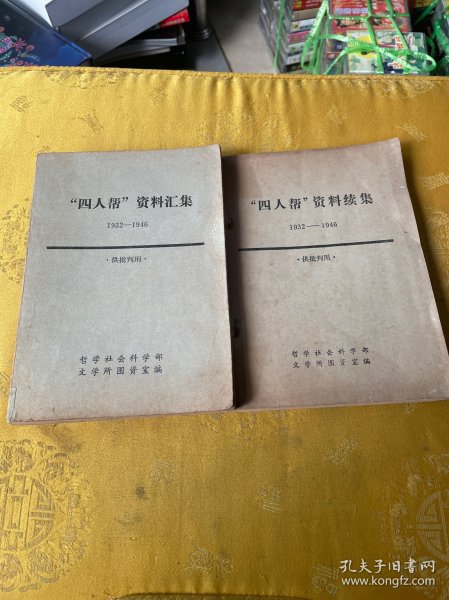 “四人帮”资料汇集
1932—1946
·供批判用·
哲学社会科学部
文学所图资室编
“四人帮”资料续集
1932——1946
·供批判用·
哲学社会科学部
文学所图资室编
孔夫子旧书网
www.kongfz.com